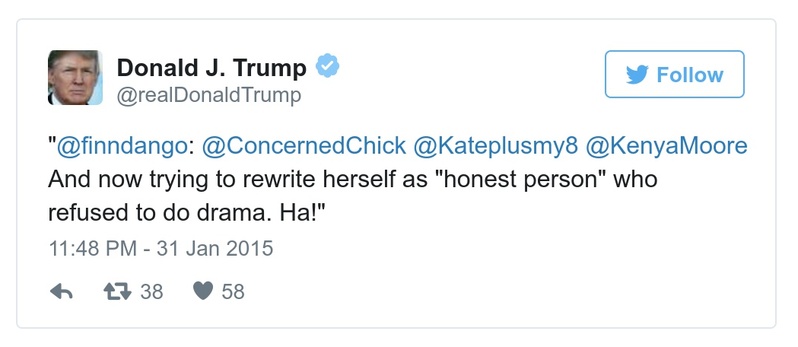 Donald J. Trump
@realDonaldTrump
Follow
"@finndango: @ConcernedChick @Kateplusmy8 @KenyaMoore
And now trying to rewrite herself as "honest person" who
refused to do drama. Ha!"
11:48 PM - 31 Jan 2015
38 58